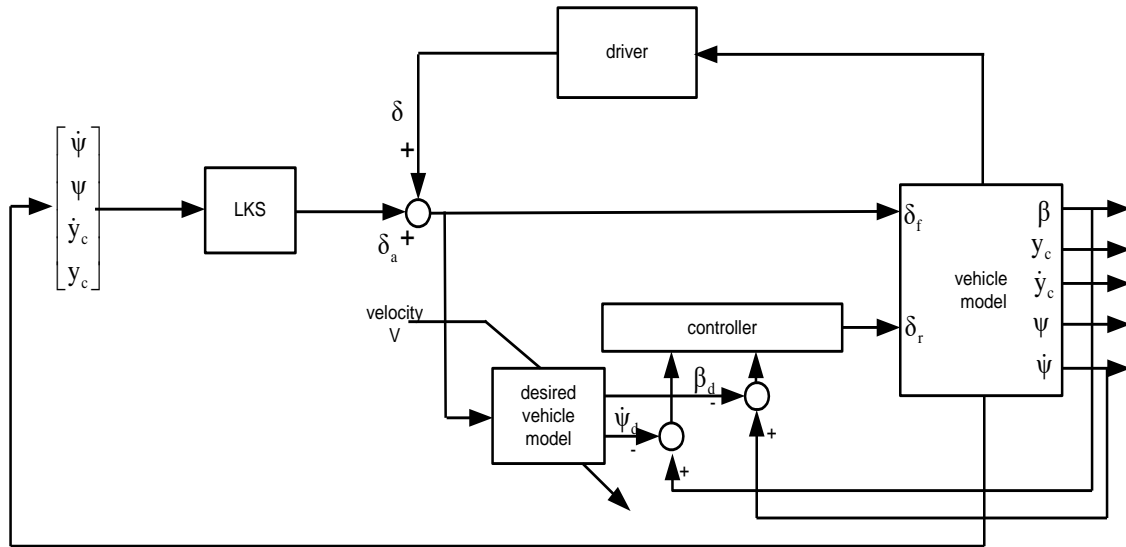 driver
δ
+
ψ̇
ψ
ẏc
yc
LKS
δa
+
δf
β
yc
ẏc
ψ
ψ̇
vehicle
model
velocity
V
controller
δr
desired
vehicle
model
βd
-
ψ̇d
-
+
+